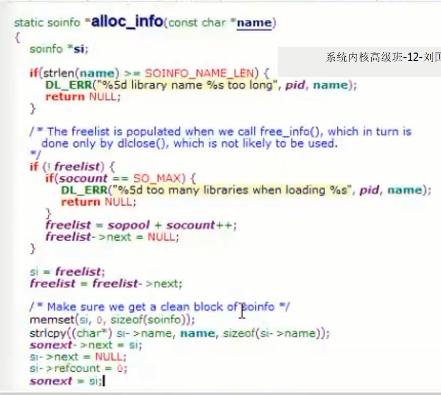 static soinfo *alloc_info(const char *name)
{
soinfo *si;
系统内核高级班-12-刘国
if(strlen(name) >= SOINFO_NAME_LEN) {
DL_ERR("%5d library name %s too long", pid, name);
return NULL;
}
/* The freelist is populated when we call free_info(), which in turn is
done only by dlclose(), which is not likely to be used.
*/
if (! freelist) {
if(socount == SO_MAX) {
DL_ERR("%5d too many libraries when loading %s", pid, name);
return NULL;
}
freelist = sopool + socount++;
freelist->next = NULL;
}
si = freelist;
freelist = freelist->next;
/* Make sure we get a clean block of soinfo */
memset(si, 0, sizeof(soinfo));
strlcpy((char*) si->name, name, sizeof(si->name));
sonext->next = si;
si->next = NULL;
si->refcount = 0;
sonext = si;